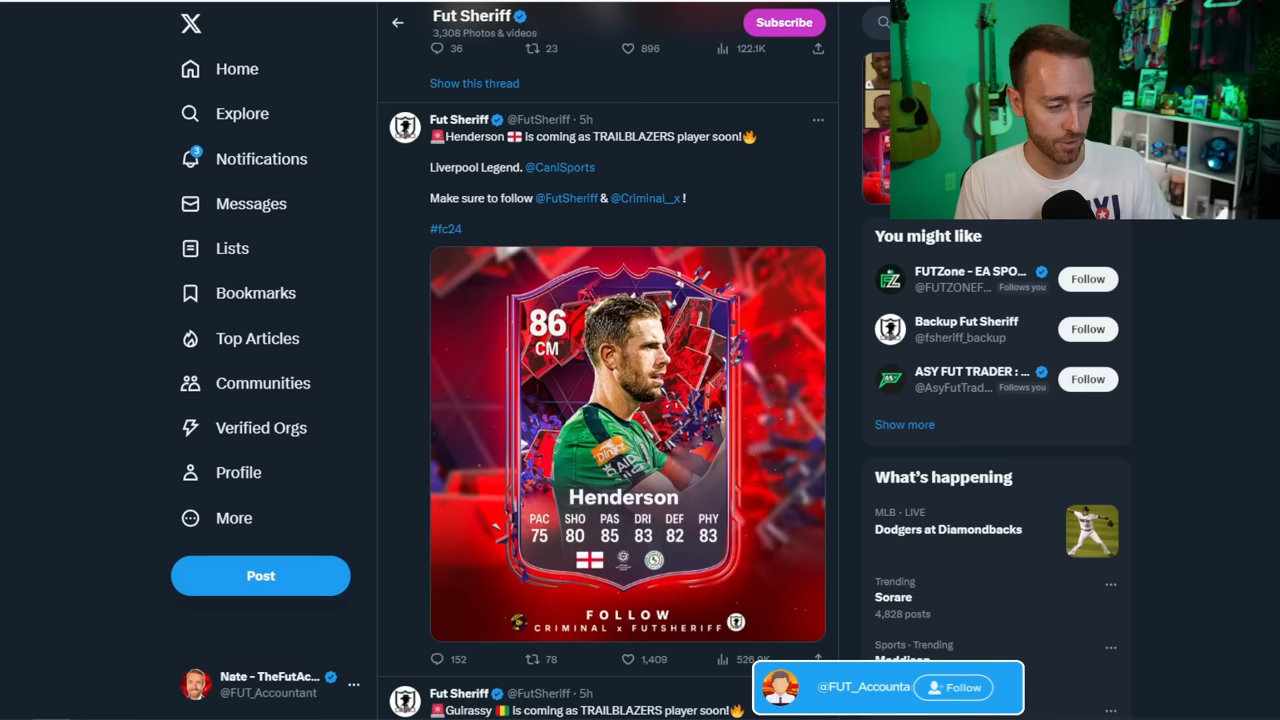 Fut Sheriff
3,308 Photos & videos
Subscribe
36
23
896
122.1K
Show this thread
Fut Sheriff @FutSheriff · 5h
🚨Henderson 🏴󠁧󠁢󠁥󠁮󠁧󠁿 is coming as TRAILBLAZERS player soon!🔥
Liverpool Legend. @CanISports
Make sure to follow @FutSheriff & @Criminal__x !
#fc24
86
CM
Henderson
PAC SHO PAS DRI DEF PHY
75 80 85 83 82 83
FOLLOW
CRIMINAL x FUTSHERIFF
152
78
1,409
Fut Sheriff @FutSheriff · 5h
🚨Guirassy 🇬🇳 Is coming as TRAILBLAZERS player soon!🔥
X
Home
Explore
3
Notifications
Messages
Lists
Bookmarks
Top Articles
Communities
Verified Orgs
Profile
More
Post
Nate - TheFutAc...
@FUT_Accountant
You might like
FUTZone - EA SPO...
@FUTZONEF... Follows you
Follow
Backup Fut Sheriff
@fsheriff_backup
Follow
ASY FUT TRADER : ...
@AsyFutTrad... Follows you
Follow
Show more
What's happening
MLB · LIVE
Dodgers at Diamondbacks
Trending
Sorare
4,828 posts
Sports · Trending
@FUT_Accounta
Follow